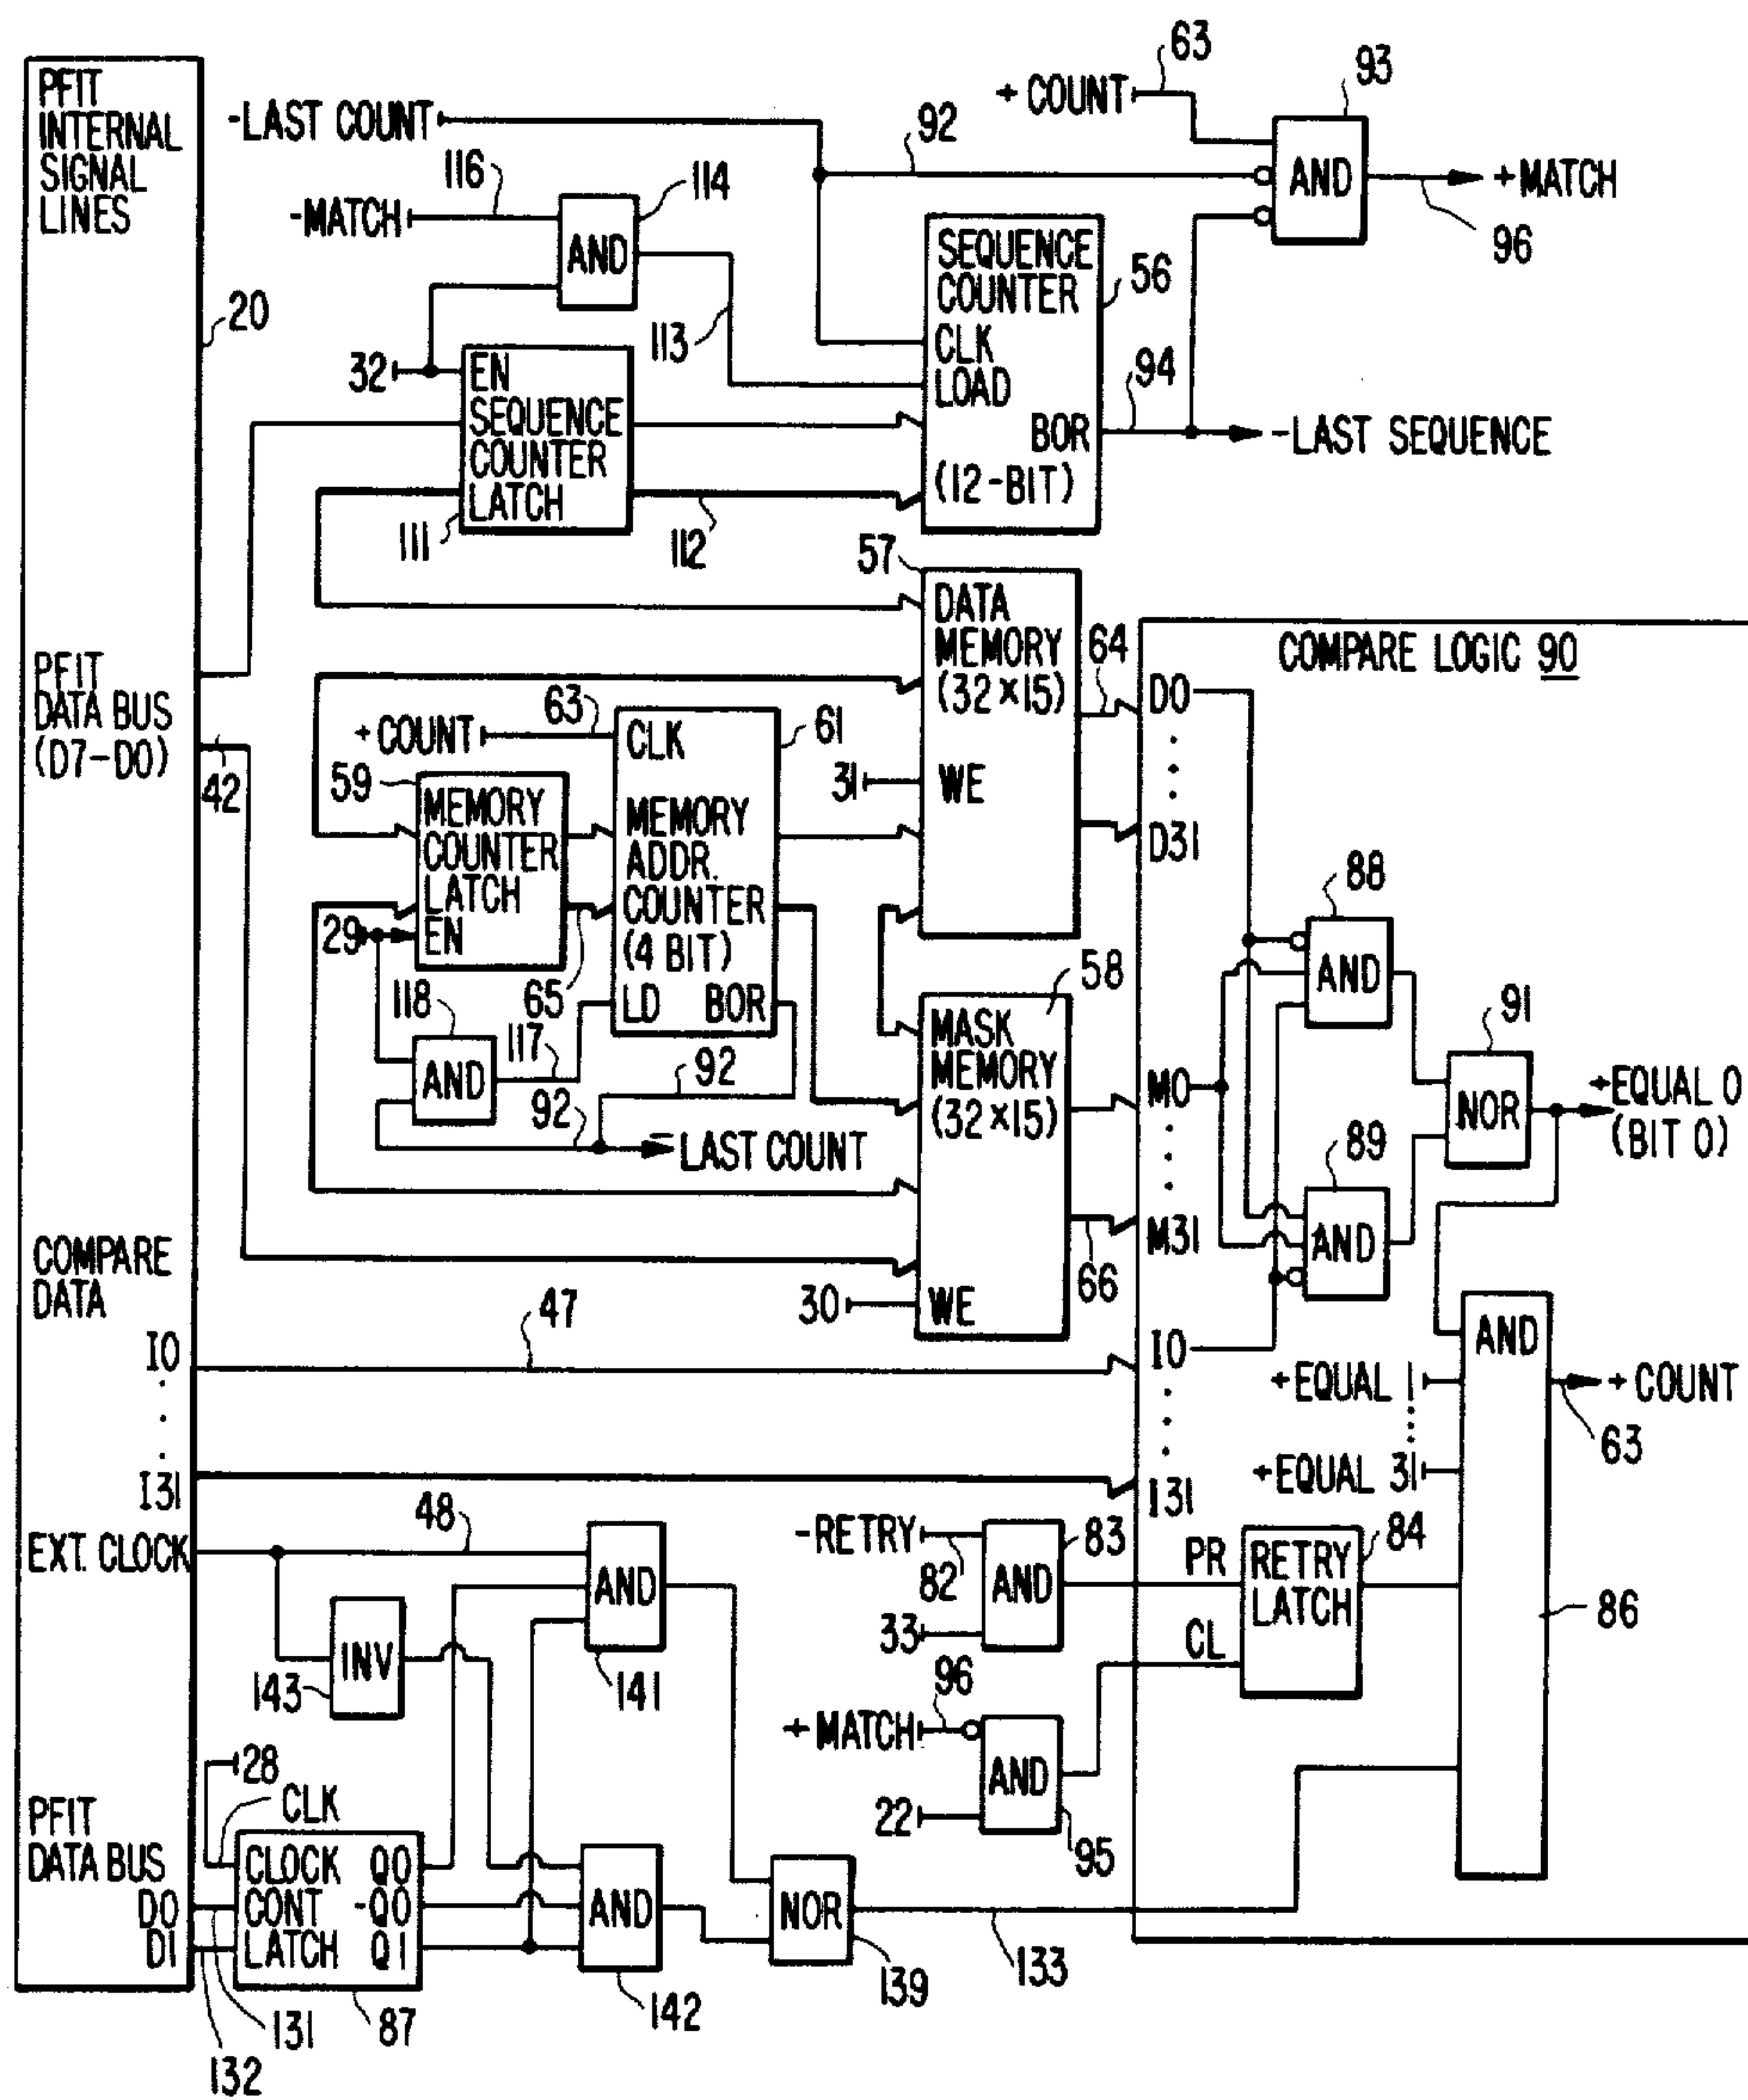 PFIT
INTERNAL
SIGNAL
LINES
20
PFIT
DATA BUS
(D7-D0)
42
COMPARE
DATA
I0
I31
EXT. CLOCK
PFIT
DATA BUS
D0
D1
-LAST COUNT
116
-MATCH
114
AND
32
EN
SEQUENCE
COUNTER
LATCH
111
112
113
+ COUNT
63
92
93
AND
+MATCH
96
SEQUENCE
COUNTER
CLK
LOAD
BOR
(12-BIT)
56
94
-LAST SEQUENCE
57
DATA
MEMORY
(32×15)
WE
31
64
+COUNT
63
CLK
61
59
MEMORY
COUNTER
LATCH
EN
29
MEMORY
ADDR.
COUNTER
(4 BIT)
LD BOR
65
118
AND
117
92
92
-LAST COUNT
58
MASK
MEMORY
(32×15)
WE
30
66
47
COMPARE LOGIC 90
D0
D31
M0
M31
I0
I31
88
AND
89
AND
91
NOR
+EQUAL 0
(BIT 0)
AND
+EQUAL 1
+EQUAL 31
+ COUNT
63
86
48
AND
141
INV
143
28
CLK
CLOCK Q0
CONT -Q0
LATCH Q1
87
131
132
AND
142
NOR
139
133
-RETRY
82
33
AND
83
PR
CL
RETRY
LATCH
84
+MATCH
96
22
AND
95